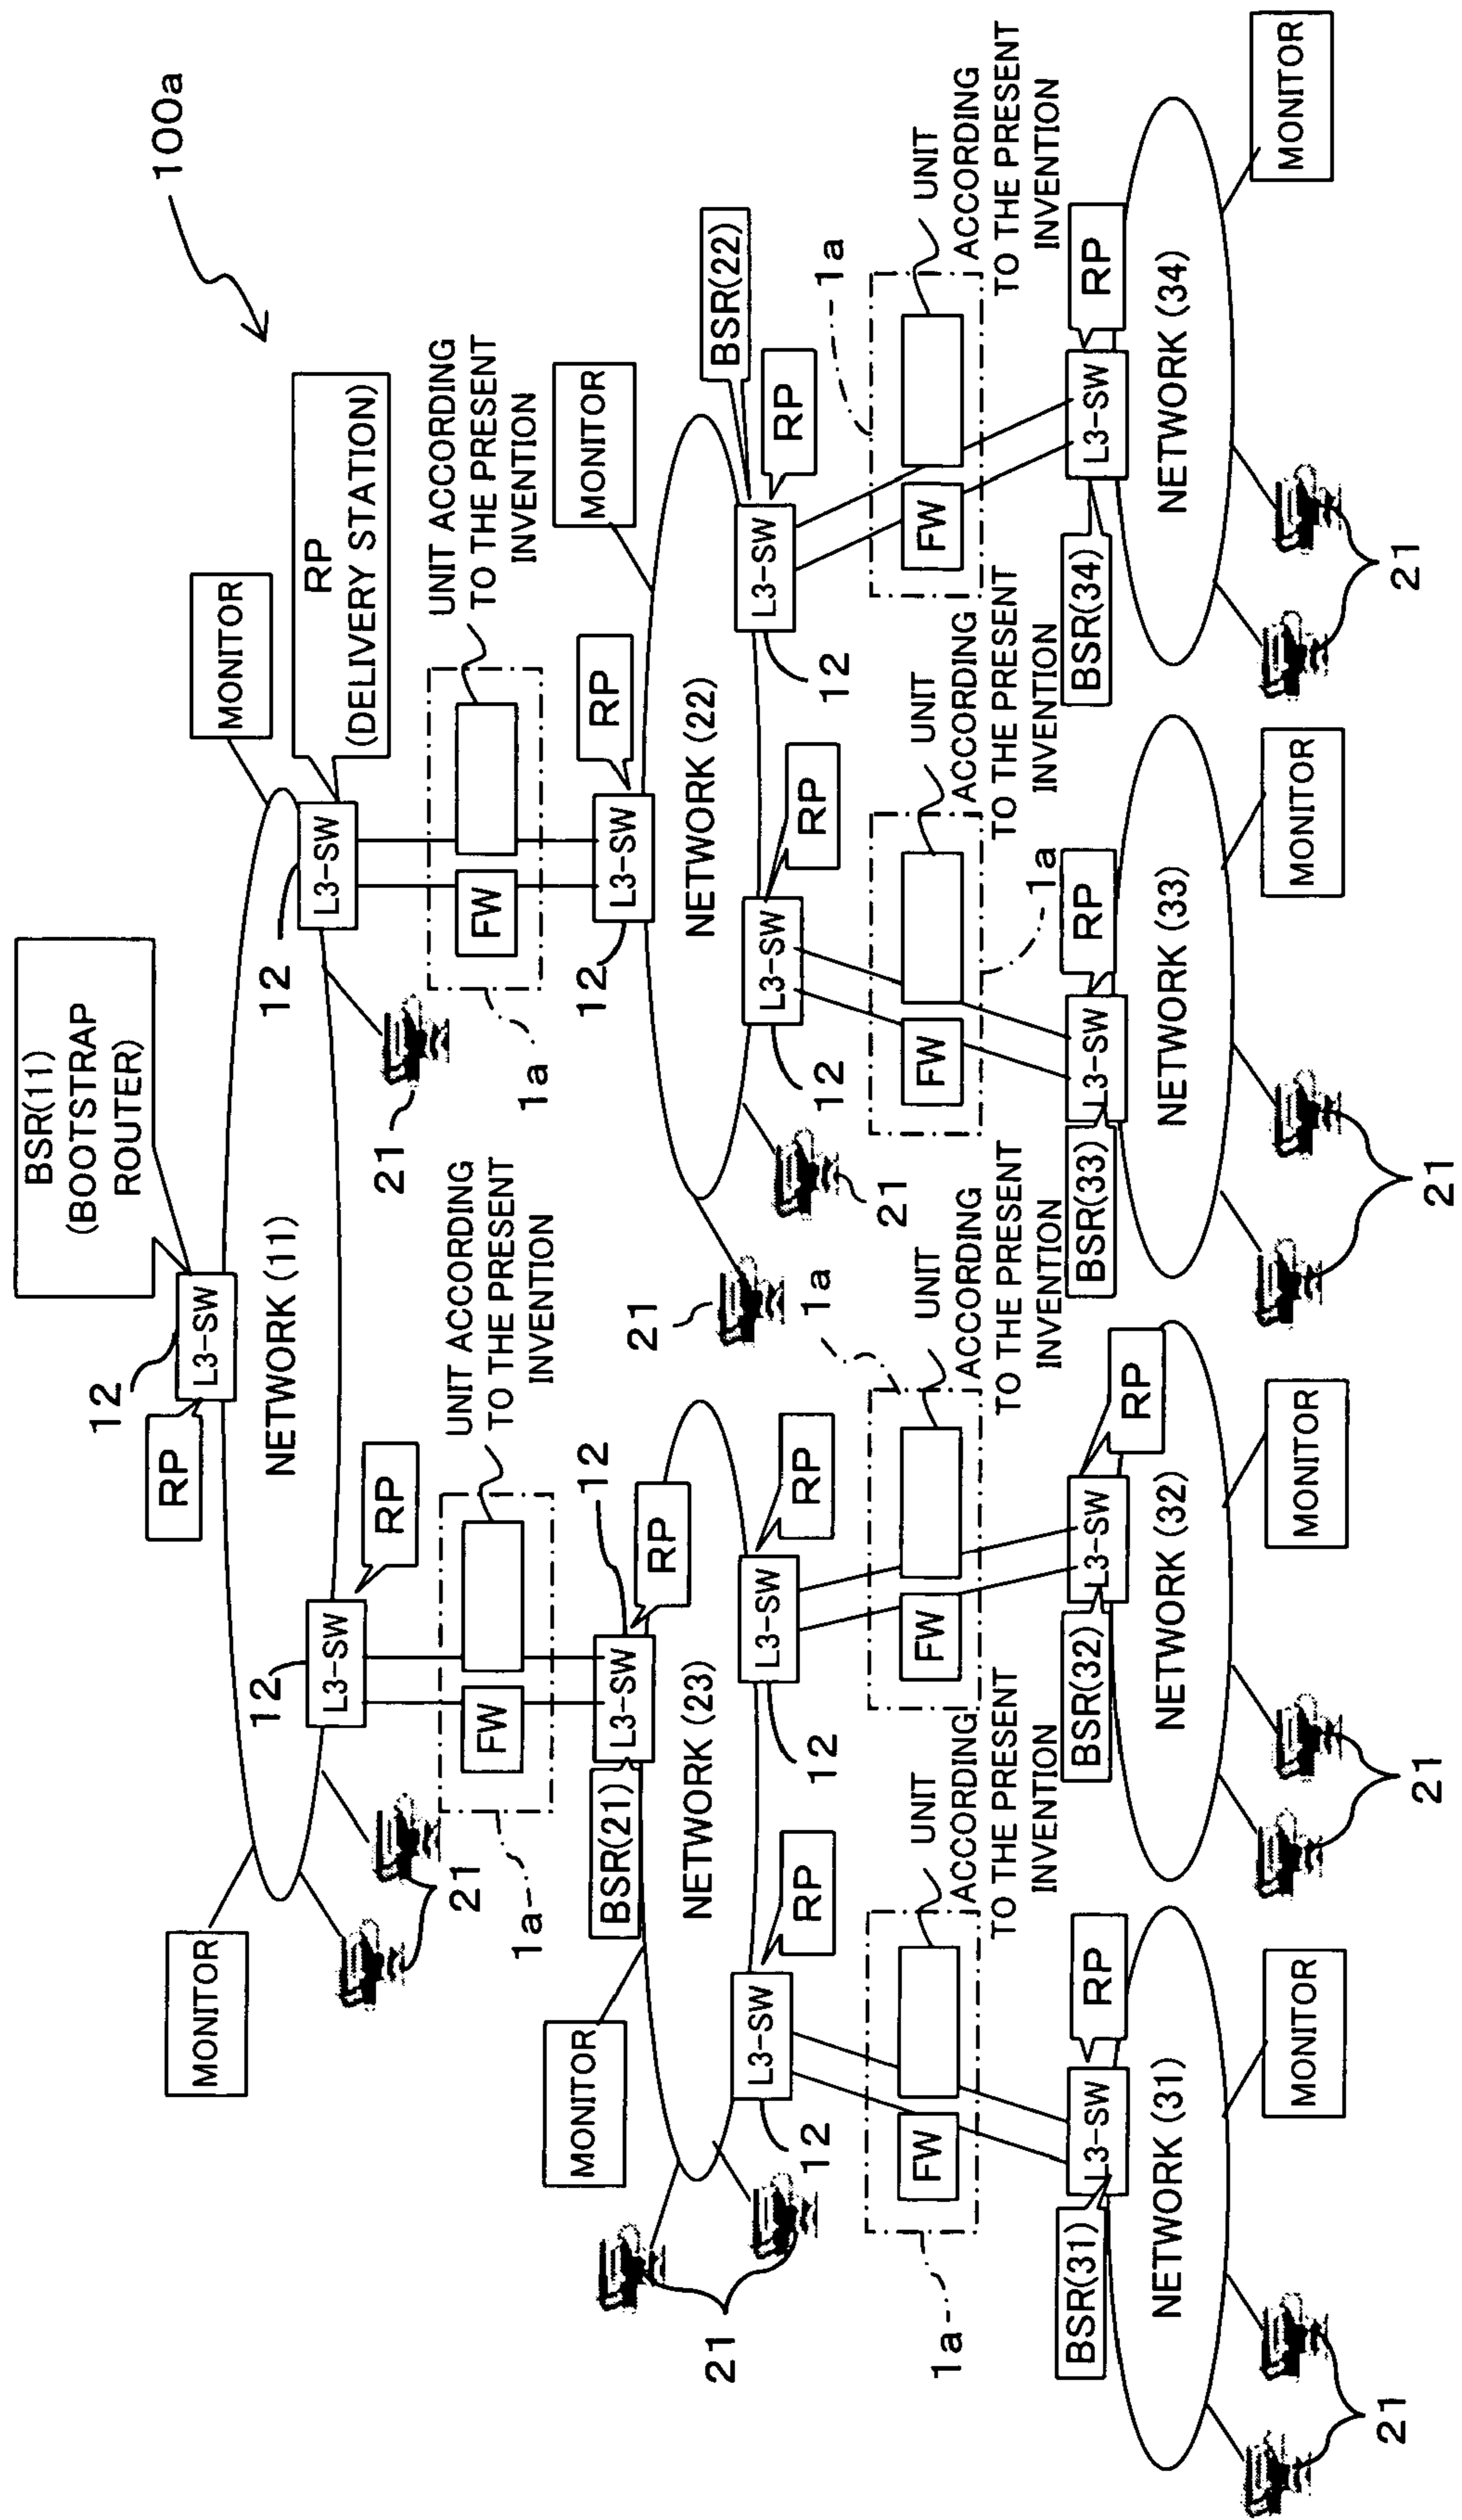 100a
BSR(11)
(BOOTSTRAP
ROUTER)
12
L3-SW
RP
MONITOR
MONITOR
NETWORK (11)
12
L3-SW
RP
12
L3-SW
RP
(DELIVERY STATION)
21
21
UNIT ACCORDING
TO THE PRESENT
INVENTION
FW
1a
UNIT ACCORDING
TO THE PRESENT
INVENTION
FW
1a
MONITOR
BSR(21)
L3-SW
12
RP
NETWORK (23)
21
L3-SW
12
RP
L3-SW
12
RP
12
L3-SW
RP
MONITOR
NETWORK (22)
21
21
L3-SW
12
RP
L3-SW
12
BSR(22)
RP
1a
FW
UNIT
ACCORDING
TO THE PRESENT
INVENTION
1a
FW
UNIT
ACCORDING
TO THE PRESENT
INVENTION
1a
FW
UNIT
ACCORDING
TO THE PRESENT
INVENTION
1a
FW
UNIT
ACCORDING
TO THE PRESENT
INVENTION
BSR(31)
L3-SW
RP
NETWORK (31)
MONITOR
21
BSR(32)
L3-SW
RP
NETWORK (32)
MONITOR
21
BSR(33)
L3-SW
RP
NETWORK (33)
MONITOR
21
BSR(34)
L3-SW
RP
NETWORK (34)
MONITOR
21